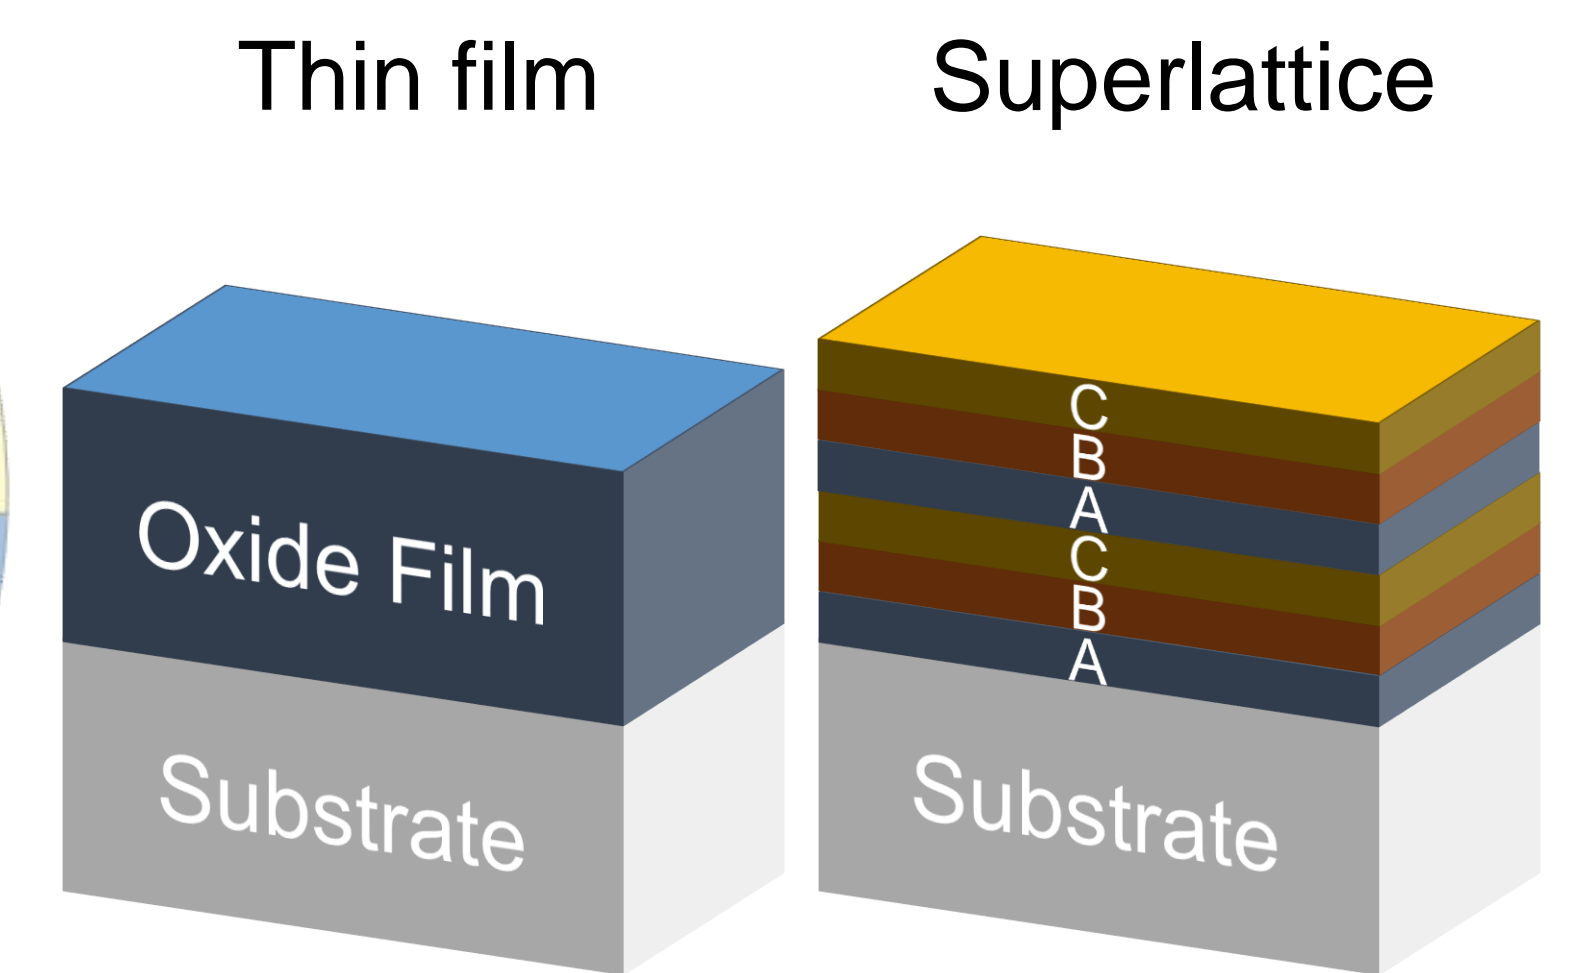 Thin film
Superlattice
Oxide Film
Substrate
C
B
A
C
B
A
Substrate